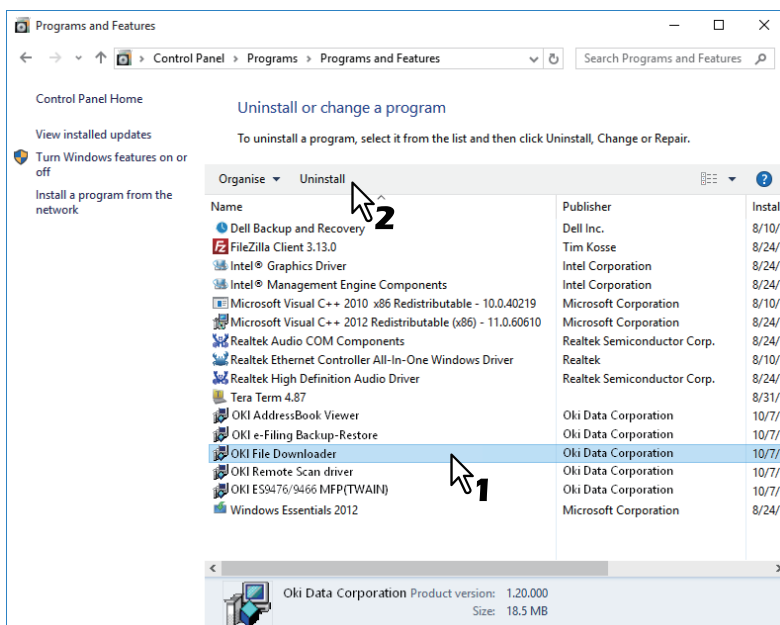 Programs and Features
Control Panel > Programs > Programs and Features
Search Programs and Features
Control Panel Home
View installed updates
Turn Windows features on or
off
Install a program from the
network
Uninstall or change a program
To uninstall a program, select it from the list and then click Uninstall, Change or Repair.
Organise Uninstall
2
Name Publisher Instal
Dell Backup and Recovery Dell Inc. 8/10/
FileZilla Client 3.13.0 Tim Kosse 8/24/
Intel® Graphics Driver Intel Corporation 8/24/
Intel® Management Engine Components Intel Corporation 8/24/
Microsoft Visual C++ 2010 x86 Redistributable - 10.0.40219 Microsoft Corporation 8/10/
Microsoft Visual C++ 2012 Redistributable (x86) - 11.0.60610 Microsoft Corporation 8/24/
Realtek Audio COM Components Realtek Semiconductor Corp. 8/24/
Realtek Ethernet Controller All-In-One Windows Driver Realtek 8/10/
Realtek High Definition Audio Driver Realtek Semiconductor Corp. 8/24/
Tera Term 4.87 8/31/
OKI AddressBook Viewer Oki Data Corporation 10/7/
OKI e-Filing Backup-Restore Oki Data Corporation 10/7/
OKI File Downloader Oki Data Corporation 10/7/
1
OKI Remote Scan driver Oki Data Corporation 10/7/
OKI ES9476/9466 MFP(TWAIN) Oki Data Corporation 10/7/
Windows Essentials 2012 Microsoft Corporation 8/24/
Oki Data Corporation Product version: 1.20.000
Size: 18.5 MB